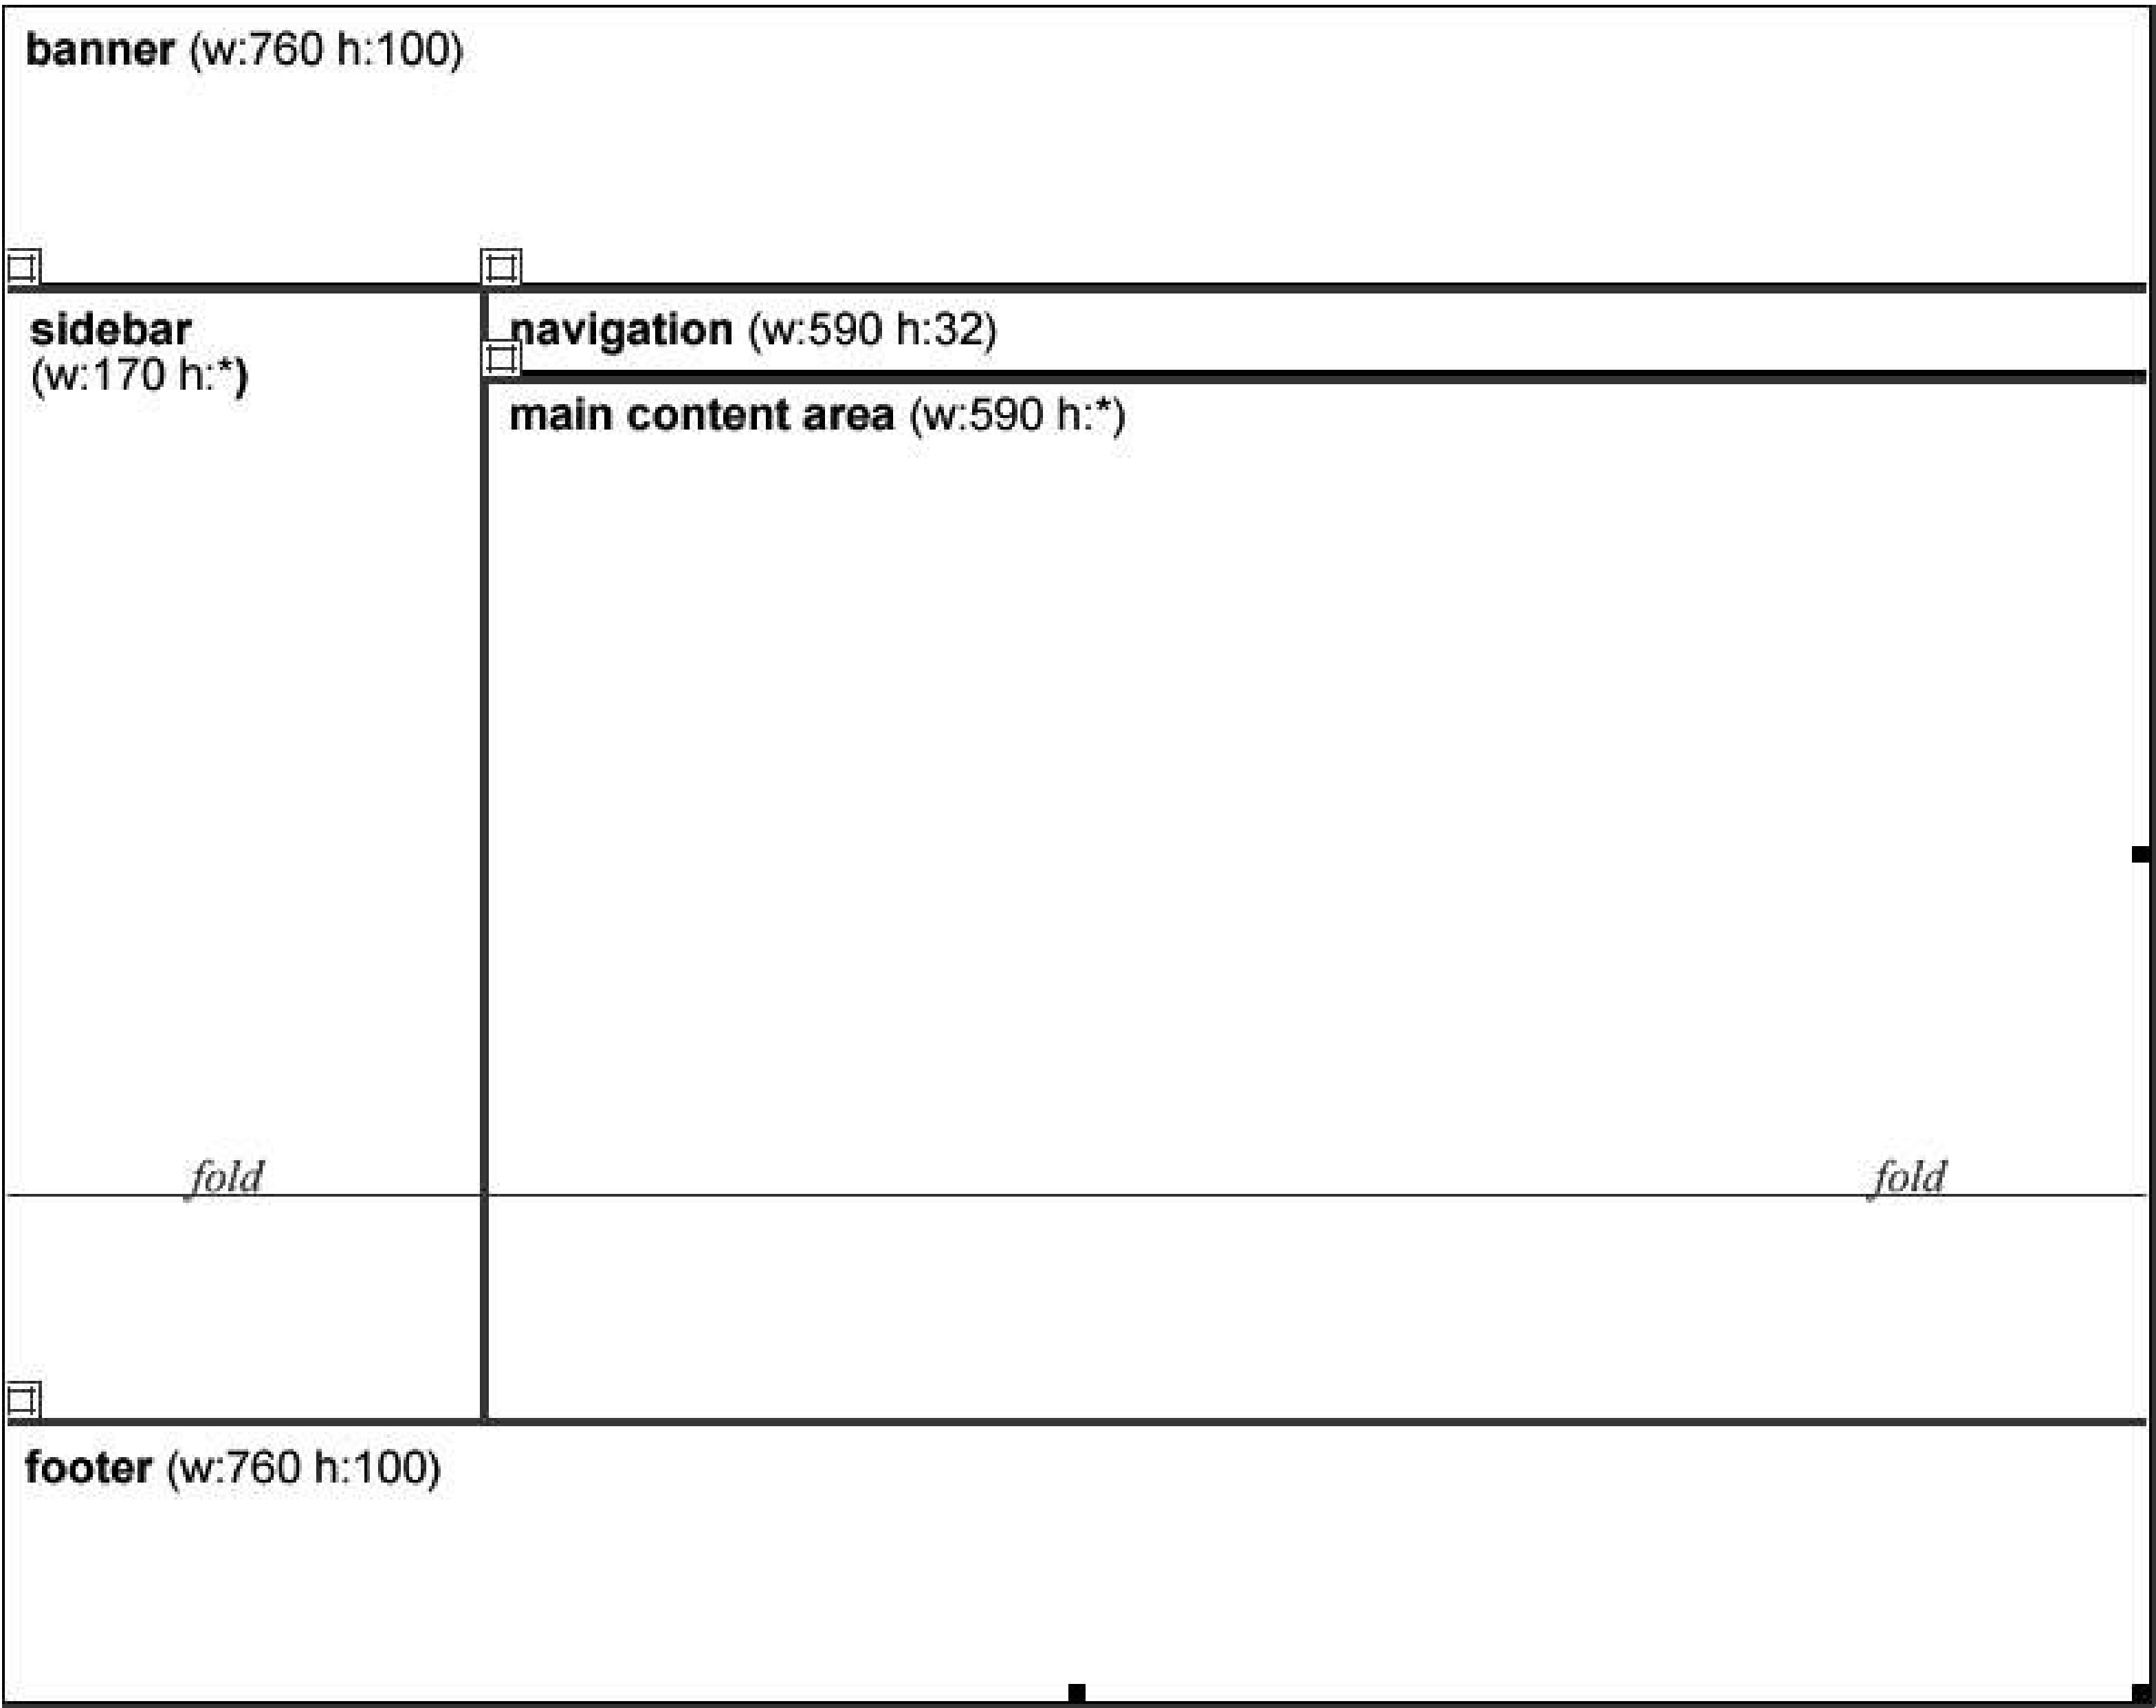 banner (w:760 h:100)
sidebar
(w:170 h:*)
navigation (w:590 h:32)
main content area (w:590 h:*)
fold
fold
footer (w:760 h:100)